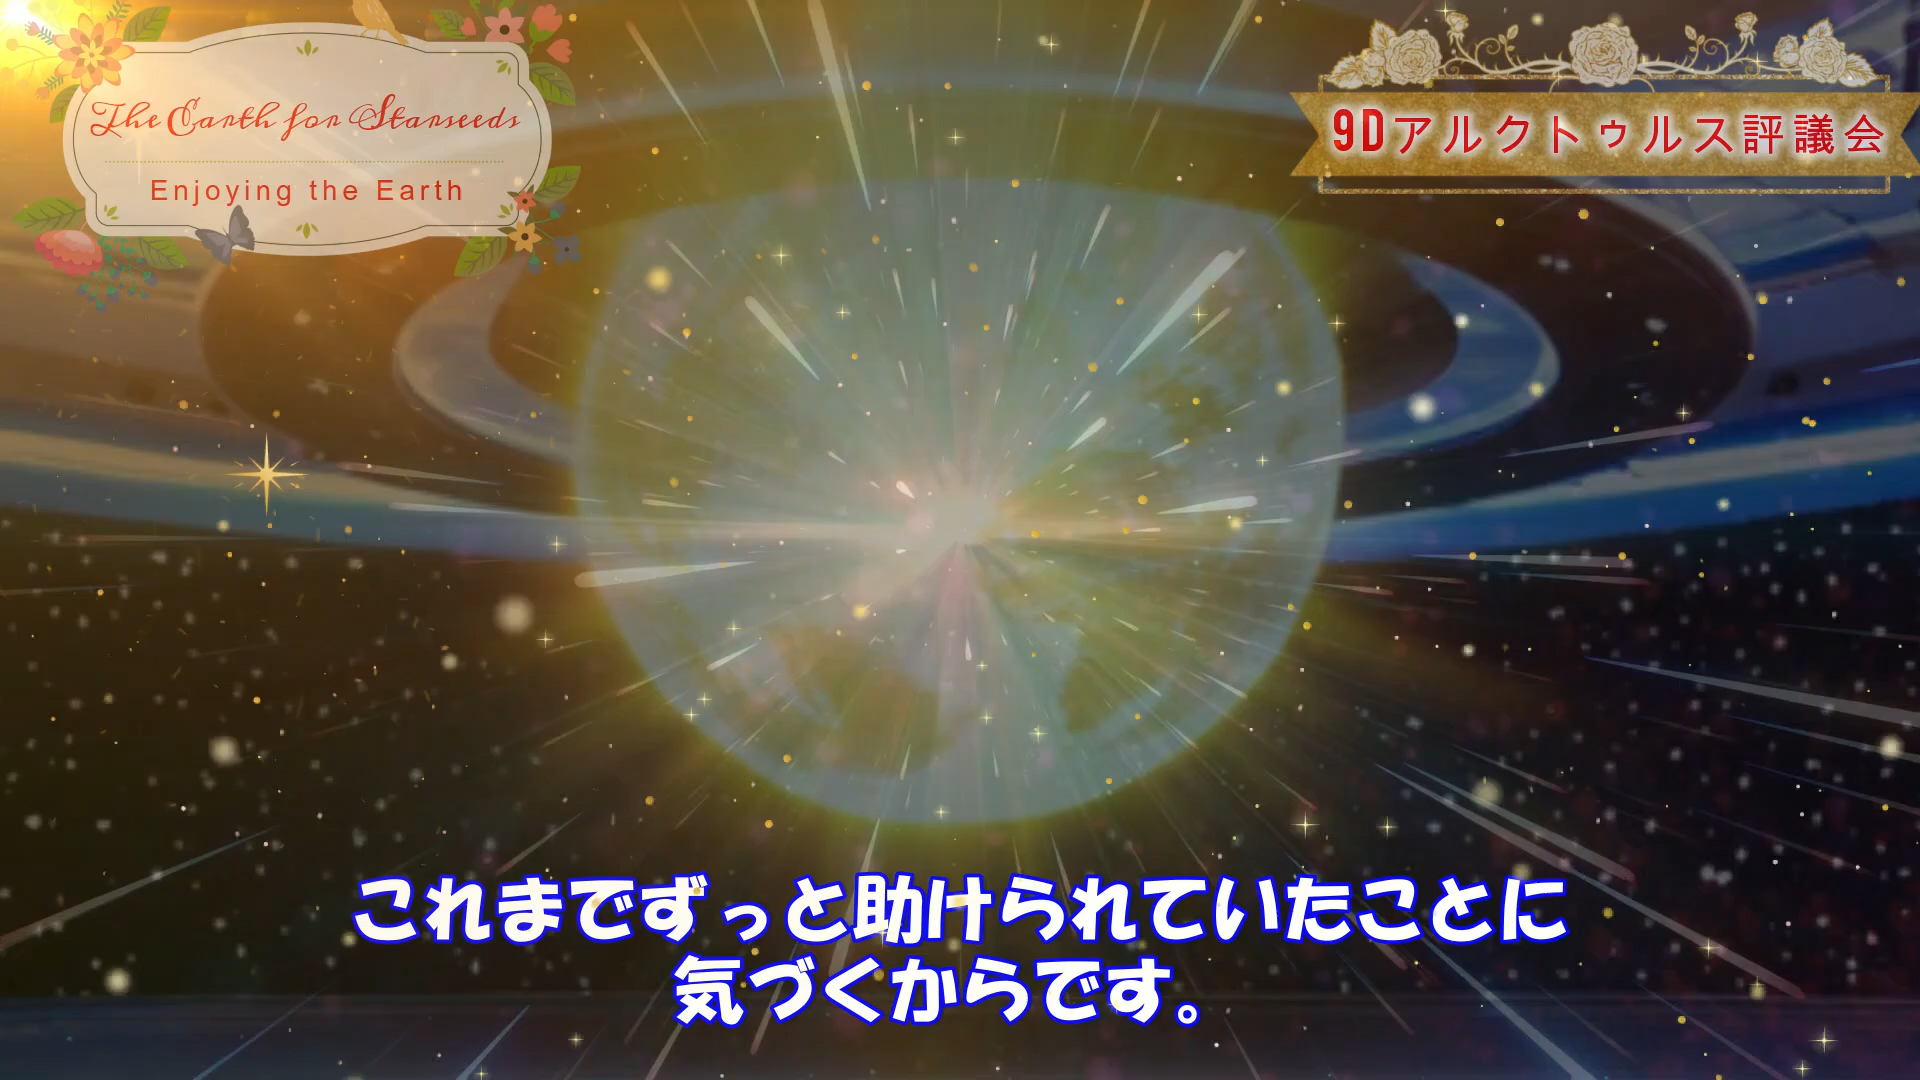 The Earth for Starseeds
Enjoying the Earth
9Dアルクトゥルス評議会
これまでずっと助けられていたことに
気づくからです。